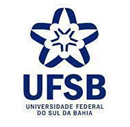 UFSB
UNIVERSIDADE FEDERAL
DO SUL DA BAHIA